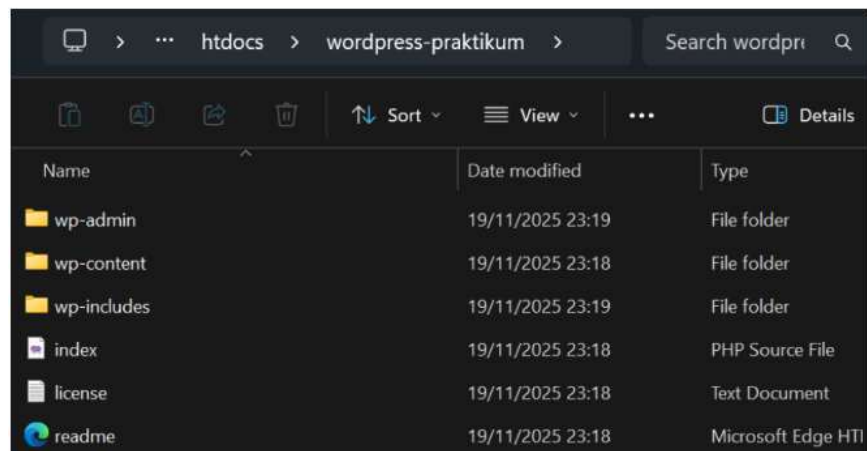 htdocs > wordpress-praktikum > Search wordpre
Sort View ••• Details
Name Date modified Type
wp-admin 19/11/2025 23:19 File folder
wp-content 19/11/2025 23:18 File folder
wp-includes 19/11/2025 23:19 File folder
index 19/11/2025 23:18 PHP Source File
license 19/11/2025 23:18 Text Document
readme 19/11/2025 23:18 Microsoft Edge HTI